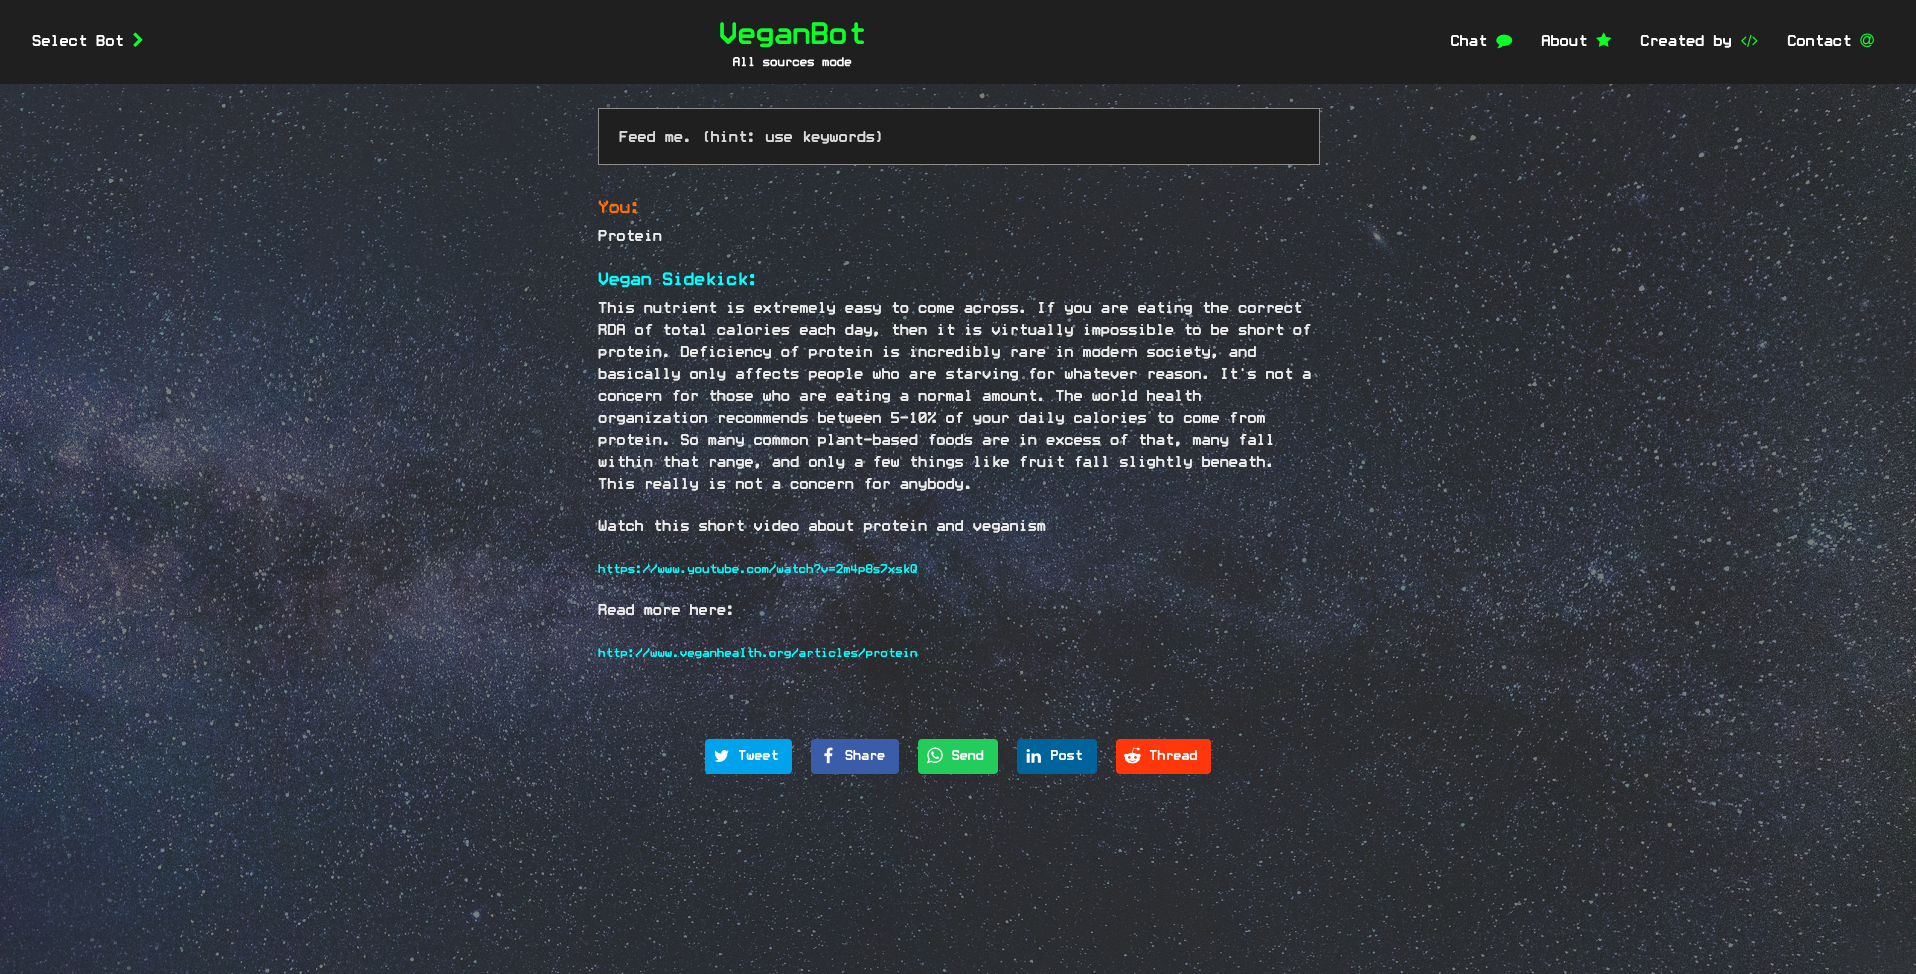 Select Bot
VeganBot
All sources mode
Chat
About
Created by </>
Contact @
Feed me. (hint: use keywords)
You:
Protein
Vegan Sidekick:
This nutrient is extremely easy to come across. If you are eating the correct
RDA of total calories each day, then it is virtually impossible to be short of
protein. Deficiency of protein is incredibly rare in modern society, and
basically only affects people who are starving for whatever reason. It's not a
concern for those who are eating a normal amount. The world health
organization recommends between 5-10% of your daily calories to come from
protein. So many common plant-based foods are in excess of that, many fall
within that range, and only a few things like fruit fall slightly beneath.
This really is not a concern for anybody.
Watch this short video about protein and veganism
https://www.youtube.com/watch?v=2m4p8s7xskQ
Read more here:
http://www.veganhealth.org/articles/protein
Tweet
Share
Send
Post
Thread